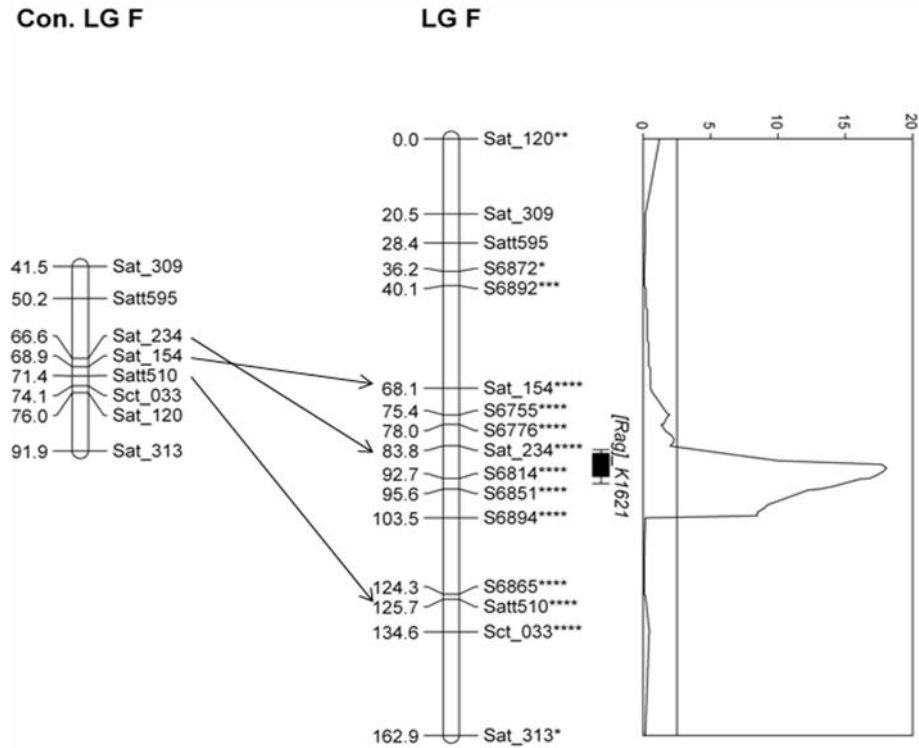 Con. LG F
LG F
41.5 Sat_309
50.2 Satt595
66.6 Sat_234
68.9 Sat_154
71.4 Satt510
74.1 Sct_033
76.0 Sat_120
91.9 Sat_313
0.0 Sat_120**
20.5 Sat_309
28.4 Satt595
36.2 S6872*
40.1 S6892***
68.1 Sat_154****
75.4 S6755****
78.0 S6776****
83.8 Sat_234****
92.7 S6814****
95.6 S6851****
103.5 S6894****
124.3 S6865****
125.7 Satt510****
134.6 Sct_033****
162.9 Sat_313*
[Rag]_K1621
0 5 10 15 20